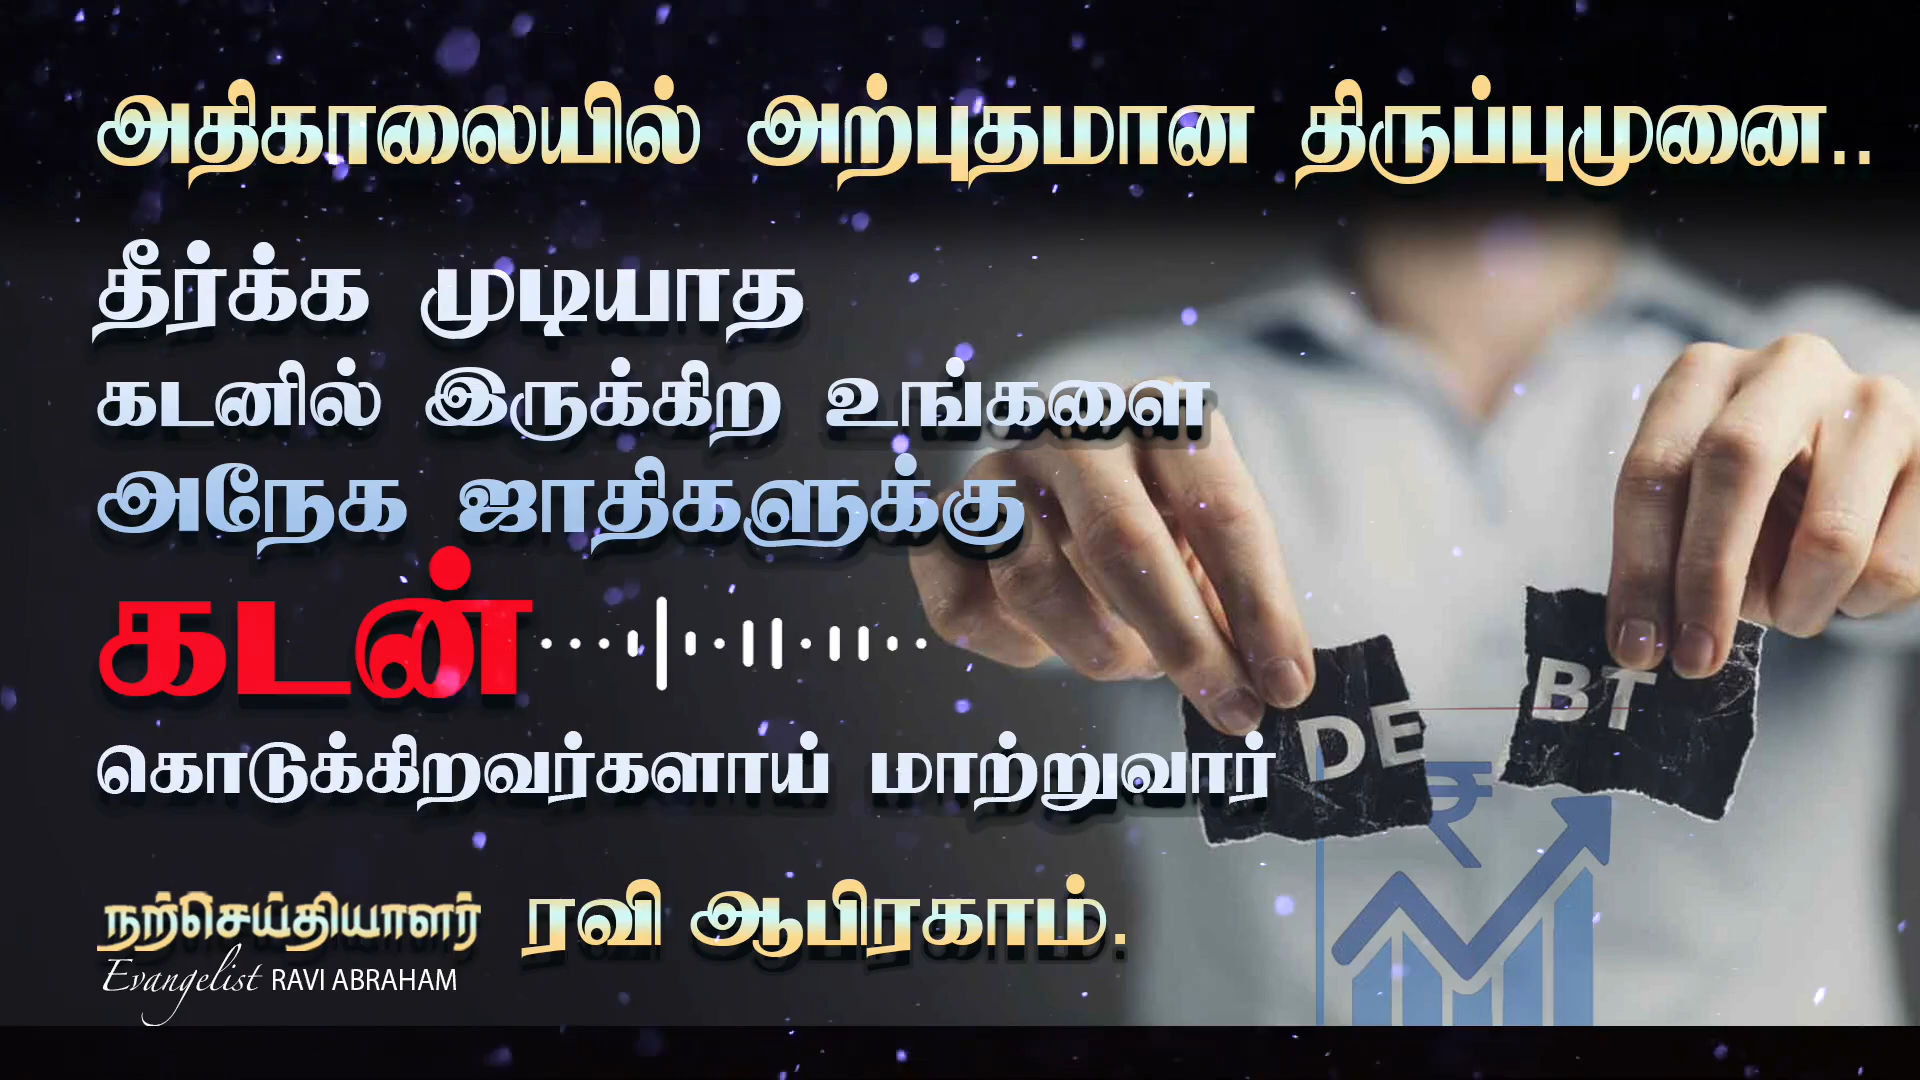 அதிகாலையில் அற்புதமான திருப்புமுனை..
தீர்க்க முடியாத
கடனில் இருக்கிற உங்களை
அநேக ஜாதிகளுக்கு
கடன்
கொடுக்கிறவர்களாய் மாற்றுவார்
நற்செய்தியாளர் ரவி ஆபிரகாம்.
Evangelist RAVI ABRAHAM
DE BT
₹